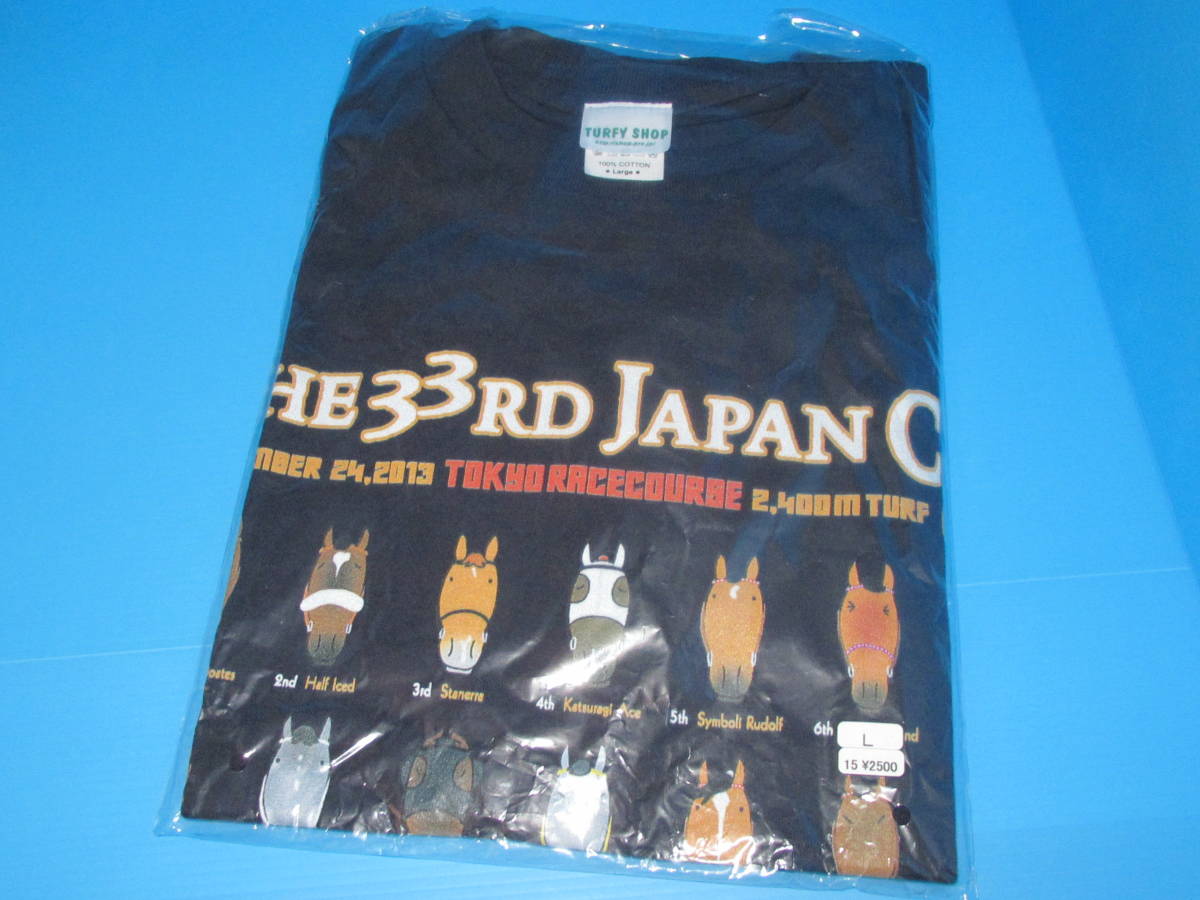 TURFY SHOP
100% COTTON
• Large •
HE 33RD JAPAN C
MBER 24,2013 TOKYO RACECOURSE 2,400M TURF
2nd Half Iced
3rd Stanerra
4th Katsuragi Ace
5th Symboli Rudolf
6th
L
15 ¥2500